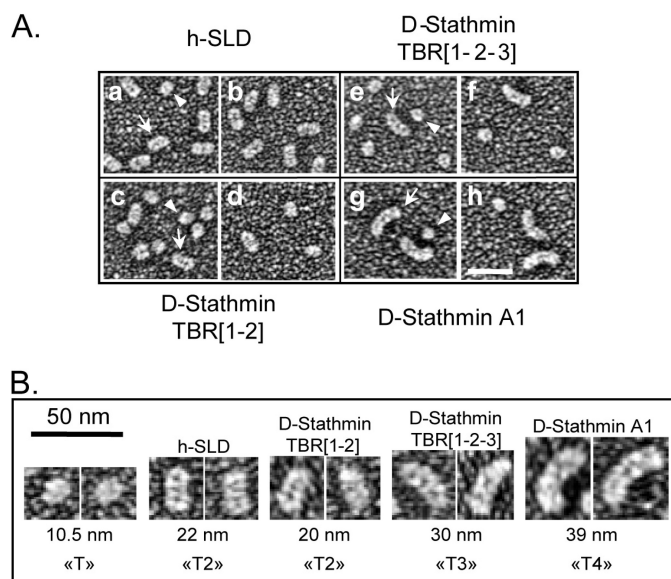 A.
h-SLD
D-Stathmin
TBR[1-2-3]
a
b
e
f
c
d
g
h
D-Stathmin
TBR[1-2]
D-Stathmin A1
B.
50 nm
h-SLD
D-Stathmin
TBR[1-2]
D-Stathmin
TBR[1-2-3]
D-Stathmin A1
10.5 nm
22 nm
20 nm
30 nm
39 nm
«T»
«T2»
«T2»
«T3»
«T4»